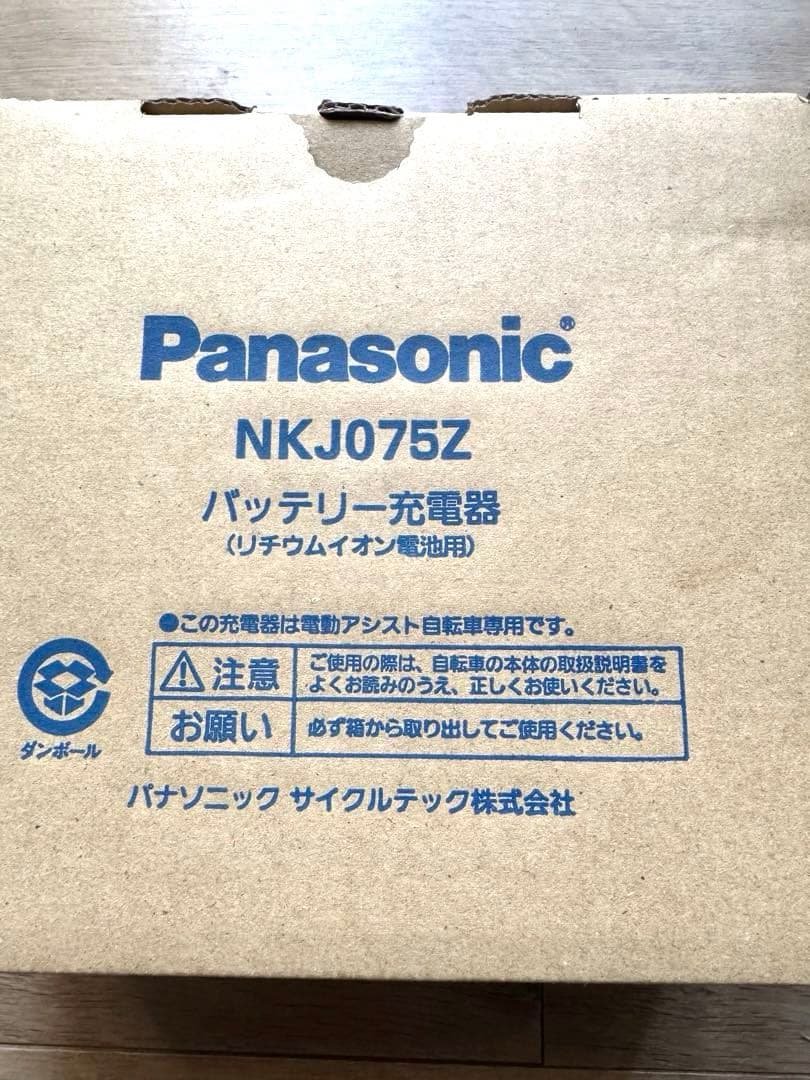 Panasonic®
NKJ075Z
バッテリー充電器
(リチウムイオン電池用)
●この充電器は電動アシスト自転車専用です。
注意
ご使用の際は、自転車の本体の取扱説明書を
よくお読みのうえ、正しくお使いください。
お願い
必ず箱から取り出してご使用ください。
ダンボール
パナソニック サイクルテック株式会社